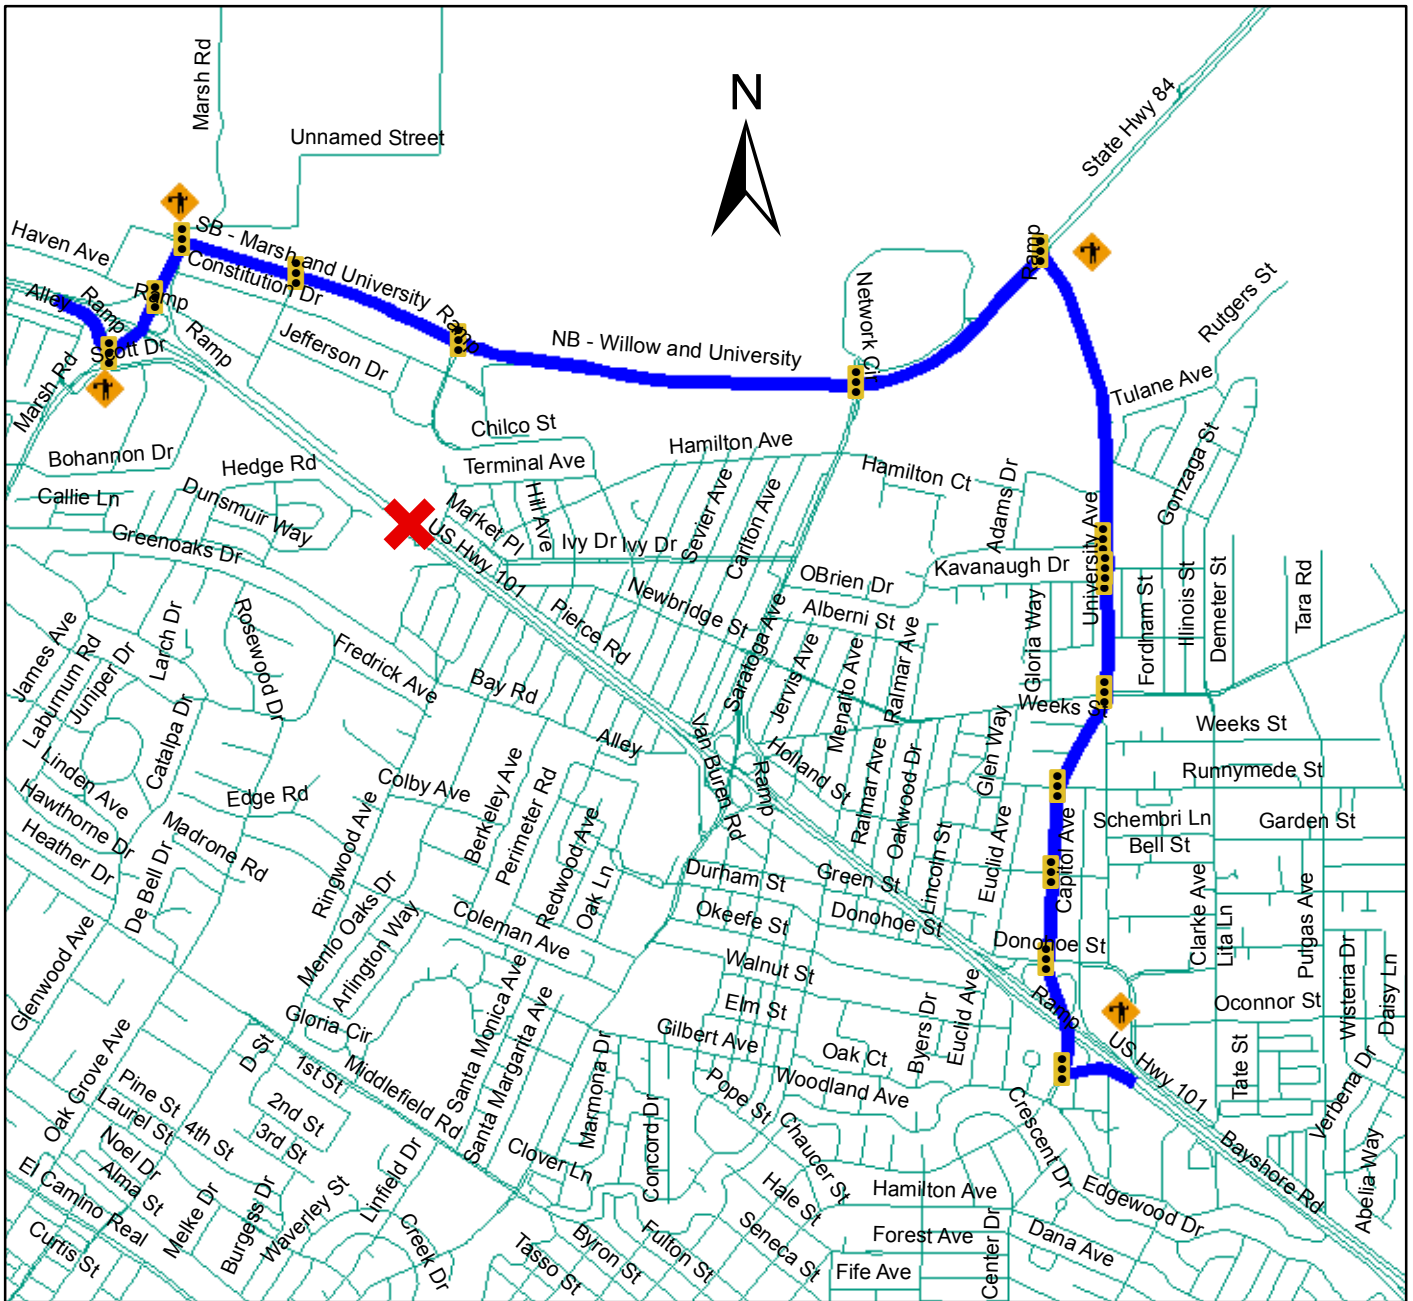 N
Marsh Rd
Unnamed Street
State Hwy 84
Haven Ave
SB - Marsh and University
Constitution Dr
Ramp
Ramp
Alley
Ramp
Ramp
Scott Dr
Marsh Rd
Jefferson Dr
Ramp
NB - Willow and University
Network Cir
Rutgers St
Tulane Ave
Chilco St
Hamilton Ave
Bohannon Dr
Hedge Rd
Terminal Ave
Hamilton Ct
Adams Dr
Gonzaga St
Callie Ln
Dunsmuir Way
Market Pl
Hill Ave
Sevier Ave
Carlton Ave
Greenoaks Dr
US Hwy 101
Ivy Dr
Ivy Dr
University Ave
Kavanaugh Dr
OBrien Dr
Newbridge St
Alberni St
Pierce Rd
Saratoga Ave
Gloria Way
Fordham St
Illinois St
Demeter St
Tara Rd
James Ave
Laburnum Rd
Juniper Dr
Larch Dr
Rosewood Dr
Fredrick Ave
Bay Rd
Jervis Ave
Menalto Ave
Ralmar Ave
Weeks St
Weeks St
Catalpa Dr
Alley
Van Buren Rd
Ramp
Holland St
Glen Way
Runnymede St
Linden Ave
Hawthorne Dr
Heather Dr
Edge Rd
Colby Ave
Berkeley Ave
Perimeter Rd
Ralmar Ave
Oakwood Dr
Schembri Ln
Garden St
Bell St
Madrone Rd
De Bell Dr
Ringwood Ave
Redwood Ave
Oak Ln
Durham St
Green St
Lincoln St
Euclid Ave
Capitol Ave
Menlo Oaks Dr
Arlington Way
Coleman Ave
Okeefe St
Donohoe St
Donohoe St
Clarke Ave
Lita Ln
Pulgas Ave
Wisteria Dr
Daisy Ln
Glenwood Ave
Walnut St
Elm St
Gilbert Ave
Oak Ct
Byers Dr
Euclid Ave
Ramp
Oconnor St
Gloria Cir
Santa Monica Ave
Santa Margarita Ave
Marmona Dr
Woodland Ave
US Hwy 101
Tate St
Verbena Dr
Oak Grove Ave
D St
1st St
Middlefield Rd
2nd St
3rd St
4th St
Pine St
Laurel St
Noel Dr
Alma St
Pope St
Chaucer St
Crescent Dr
Concord Dr
Clover Ln
Bayshore Rd
Abelia Way
El Camino Real
Curtis St
Mielke Dr
Burgess Dr
Waverley St
Linfield Dr
Creek Dr
Hale St
Hamilton Ave
Edgewood Dr
Forest Ave
Center Dr
Dana Ave
Tasso St
Byron St
Fulton St
Seneca St
Fife Ave